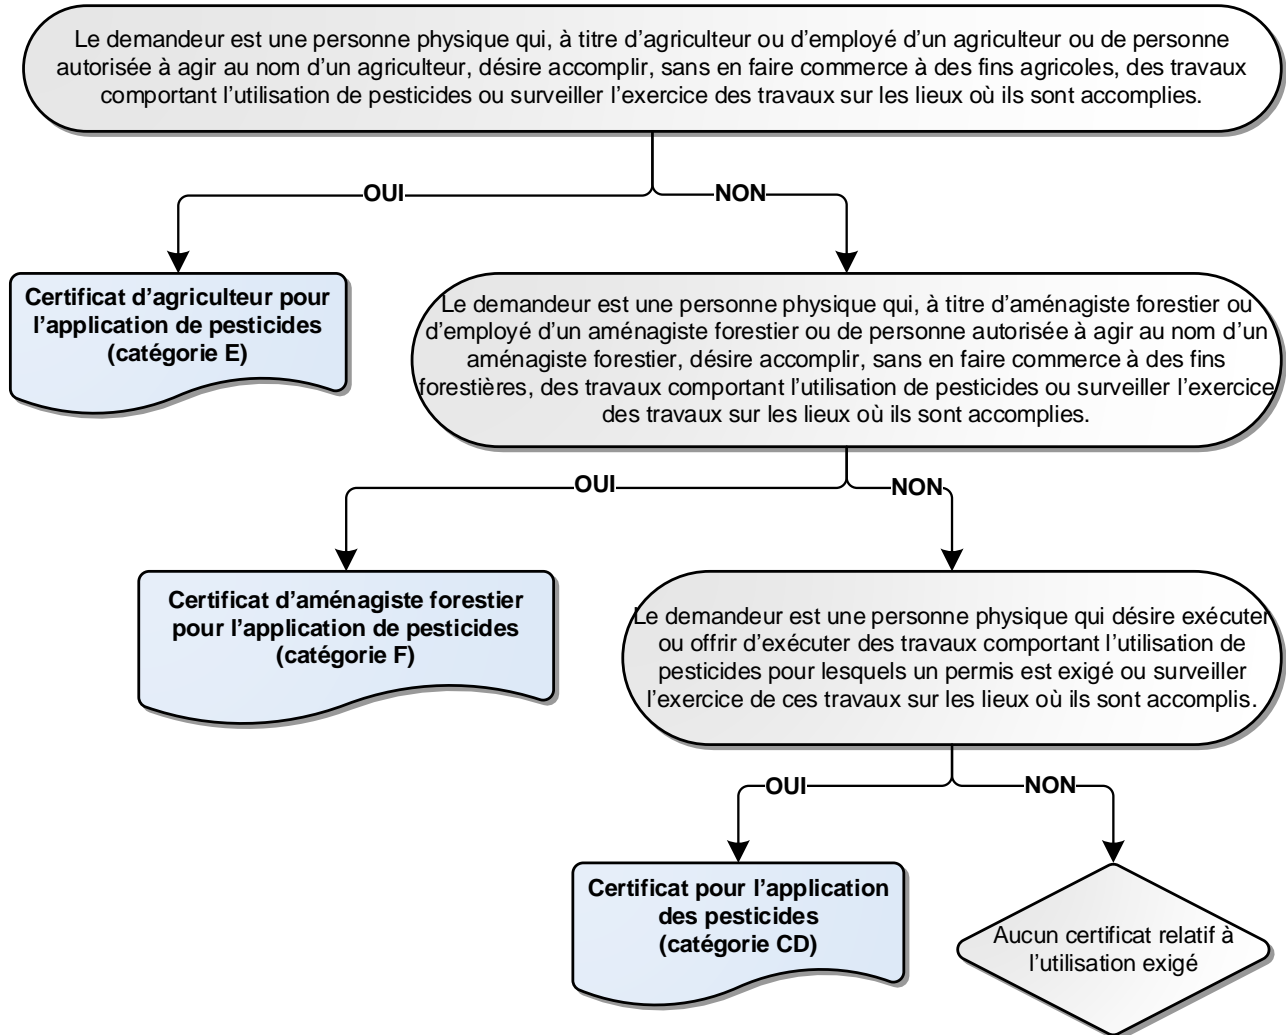 Le demandeur est une personne physique qui, à titre d'agriculteur ou d'employé d'un agriculteur ou de personne
autorisée à agir au nom d'un agriculteur, désire accomplir, sans en faire commerce à des fins agricoles, des travaux
comportant l'utilisation de pesticides ou surveiller l'exercice des travaux sur les lieux où ils sont accomplies.
OUI
NON
Certificat d'agriculteur pour
l'application de pesticides
(catégorie E)
Le demandeur est une personne physique qui, à titre d'aménagiste forestier ou
d'employé d'un aménagiste forestier ou de personne autorisée à agir au nom d'un
aménagiste forestier, désire accomplir, sans en faire commerce à des fins
forestières, des travaux comportant l'utilisation de pesticides ou surveiller l'exercice
des travaux sur les lieux où ils sont accomplies.
OUI
NON
Certificat d'aménagiste forestier
pour l'application de pesticides
(catégorie F)
Le demandeur est une personne physique qui désire exécuter
ou offrir d'exécuter des travaux comportant l'utilisation de
pesticides pour lesquels un permis est exigé ou surveiller
l'exercice de ces travaux sur les lieux où ils sont accomplis.
OUI
NON
Certificat pour l'application
des pesticides
(catégorie CD)
Aucun certificat relatif à
l'utilisation exigé